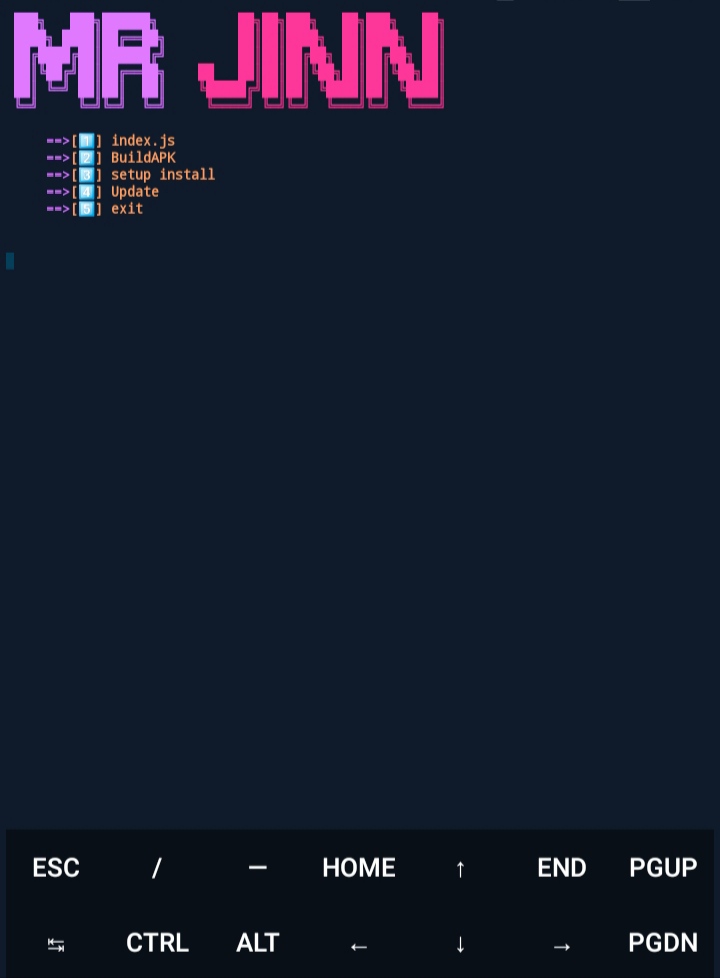 MR JINN
==>[1] index.js
==>[2] BuildAPK
==>[3] setup install
==>[4] Update
==>[5] exit
ESC / — HOME ↑ END PGUP
↹ CTRL ALT ← ↓ → PGDN